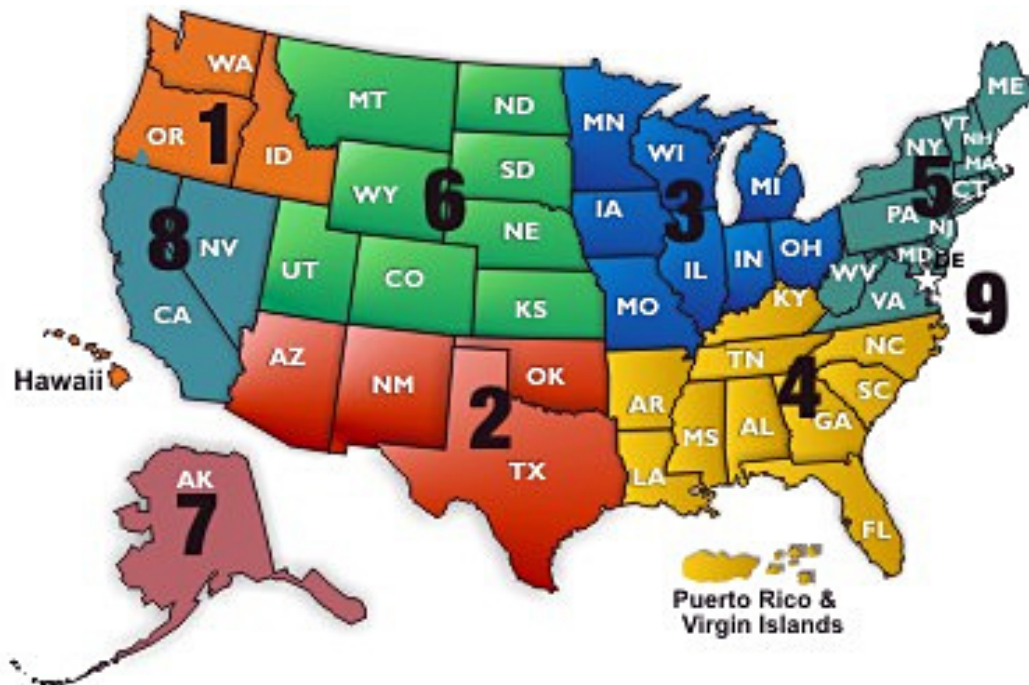 WA
MT
ND
MN
ME
OR
1
ID
VT
NH
NY
MA
WI
MI
5
CT
SD
WY
6
3
PA
NJ
IA
NE
8
NV
OH
MD
DE
IL
IN
WV
UT
CO
VA
9
KS
MO
KY
CA
AZ
TN
NC
Hawaii
NM
OK
4
SC
2
AR
GA
MS
AL
TX
LA
AK
7
FL
Puerto Rico &
Virgin Islands